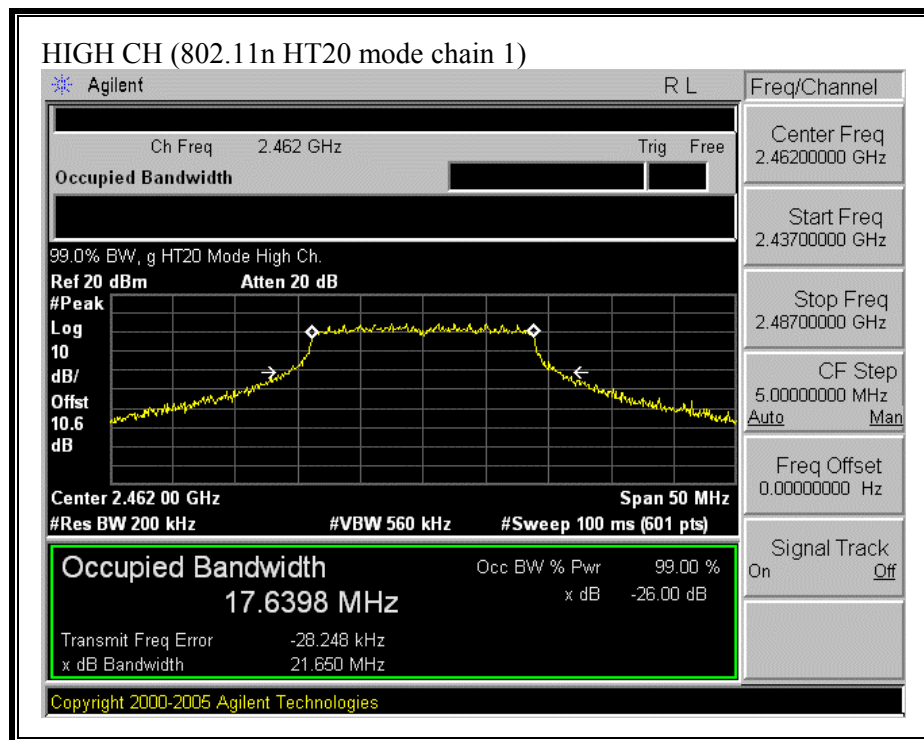 HIGH CH (802.11n HT20 mode chain 1)
Agilent R L Freq/Channel
Ch Freq 2.462 GHz Trig Free
Occupied Bandwidth
Center Freq
2.46200000 GHz
Start Freq
2.43700000 GHz
Stop Freq
2.48700000 GHz
CF Step
5.00000000 MHz
Auto Man
Freq Offset
0.00000000 Hz
Signal Track
On Off
99.0% BW, g HT20 Mode High Ch.
Ref 20 dBm Atten 20 dB
#Peak
Log
10
dB/
Offst
10.6
dB
Center 2.462 00 GHz Span 50 MHz
#Res BW 200 kHz #VBW 560 kHz #Sweep 100 ms (601 pts)
Occupied Bandwidth Occ BW % Pwr 99.00 %
17.6398 MHz x dB -26.00 dB
Transmit Freq Error -28.248 kHz
x dB Bandwidth 21.650 MHz
Copyright 2000-2005 Agilent Technologies